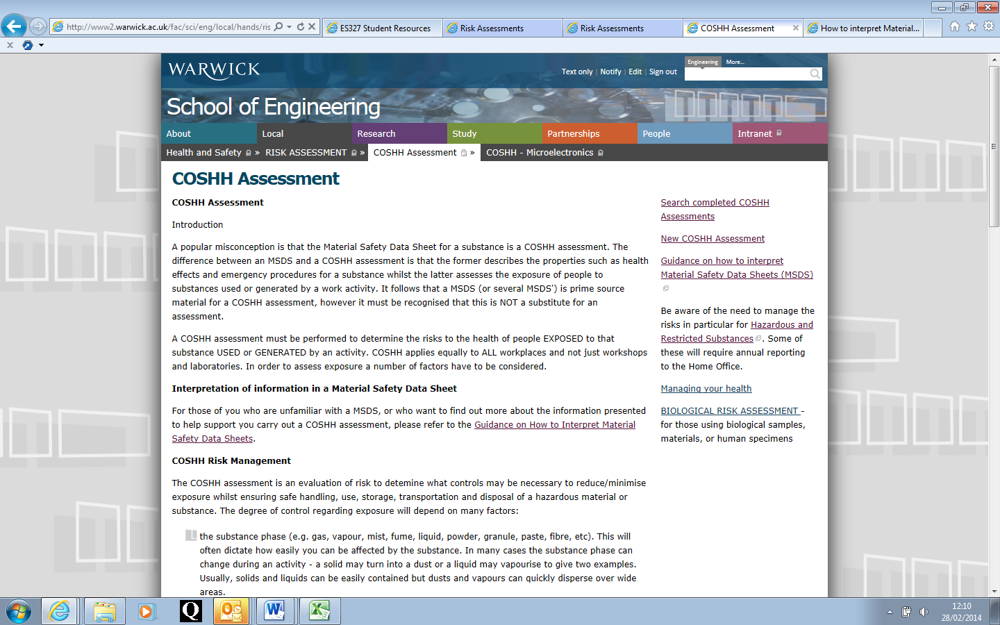 http://www2.warwick.ac.uk/fac/sci/eng/local/hands/ris
ES327 Student Resources
Risk Assessments
Risk Assessments
COSHH Assessment
How to interpret Material...
WARWICK
Text only | Notify | Edit | Sign out
Engineering More...
School of Engineering
About Local Research Study Partnerships People Intranet
Health and Safety » RISK ASSESSMENT » COSHH Assessment » COSHH - Microelectronics
COSHH Assessment
COSHH Assessment
Introduction
A popular misconception is that the Material Safety Data Sheet for a substance is a COSHH assessment. The
difference between an MSDS and a COSHH assessment is that the former describes the properties such as health
effects and emergency procedures for a substance whilst the latter assesses the exposure of people to
substances used or generated by a work activity. It follows that a MSDS (or several MSDS') is prime source
material for a COSHH assessment, however it must be recognised that this is NOT a substitute for an
assessment.
A COSHH assessment must be performed to determine the risks to the health of people EXPOSED to that
substance USED or GENERATED by an activity. COSHH applies equally to ALL workplaces and not just workshops
and laboratories. In order to assess exposure a number of factors have to be considered.
Interpretation of information in a Material Safety Data Sheet
For those of you who are unfamiliar with a MSDS, or who want to find out more about the information presented
to help support you carry out a COSHH assessment, please refer to the Guidance on How to Interpret Material
Safety Data Sheets.
COSHH Risk Management
The COSHH assessment is an evaluation of risk to detemine what controls may be necessary to reduce/minimise
exposure whilst ensuring safe handling, use, storage, transportation and disposal of a hazardous material or
substance. The degree of control regarding exposure will depend on many factors:
the substance phase (e.g. gas, vapour, mist, fume, liquid, powder, granule, paste, fibre, etc). This will
often dictate how easily you can be affected by the substance. In many cases the substance phase can
change during an activity - a solid may turn into a dust or a liquid may vapourise to give two examples.
Usually, solids and liquids can be easily contained but dusts and vapours can quickly disperse over wide
areas.
Search completed COSHH
Assessments
New COSHH Assessment
Guidance on how to interpret
Material Safety Data Sheets (MSDS)
Be aware of the need to manage the
risks in particular for Hazardous and
Restricted Substances. Some of
these will require annual reporting
to the Home Office.
Managing your health
BIOLOGICAL RISK ASSESSMENT -
for those using biological samples,
materials, or human specimens
12:10
28/02/2014